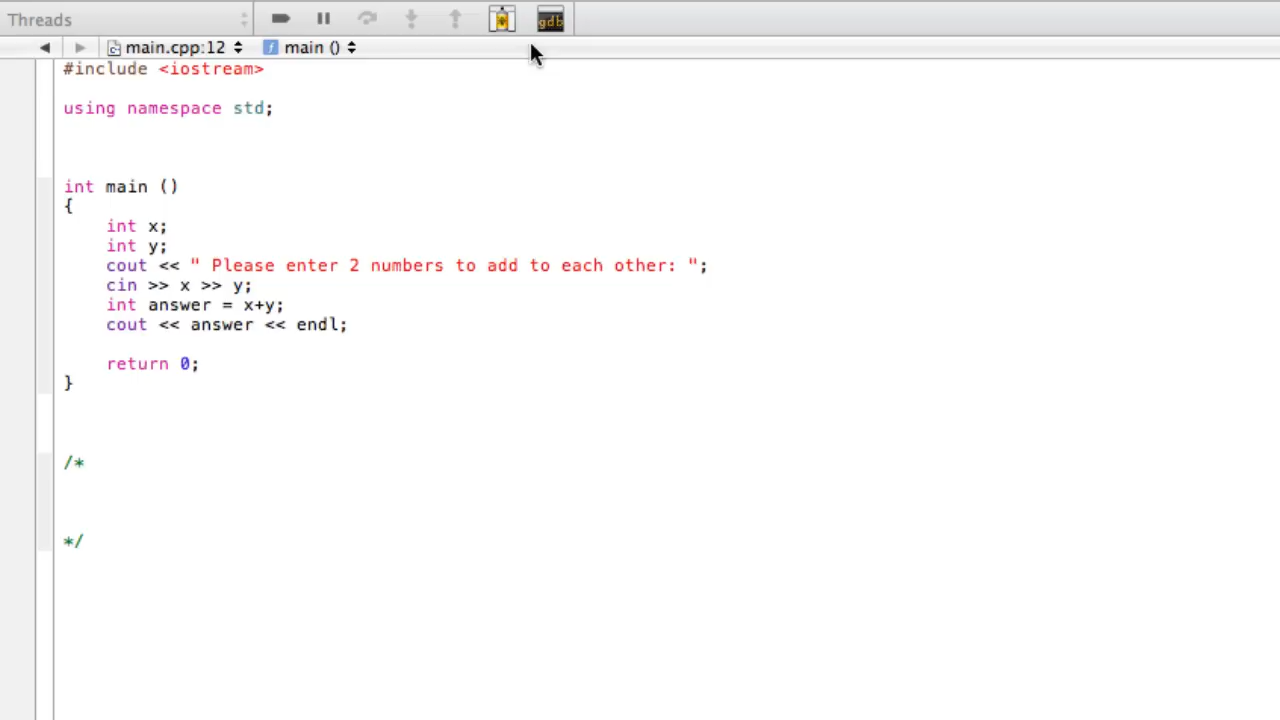 Threads
gdb
main.cpp:12 main ()
#include <iostream>
using namespace std;
int main ()
{
int x;
int y;
cout << " Please enter 2 numbers to add to each other: ";
cin >> x >> y;
int answer = x+y;
cout << answer << endl;
return 0;
}
/*
*/